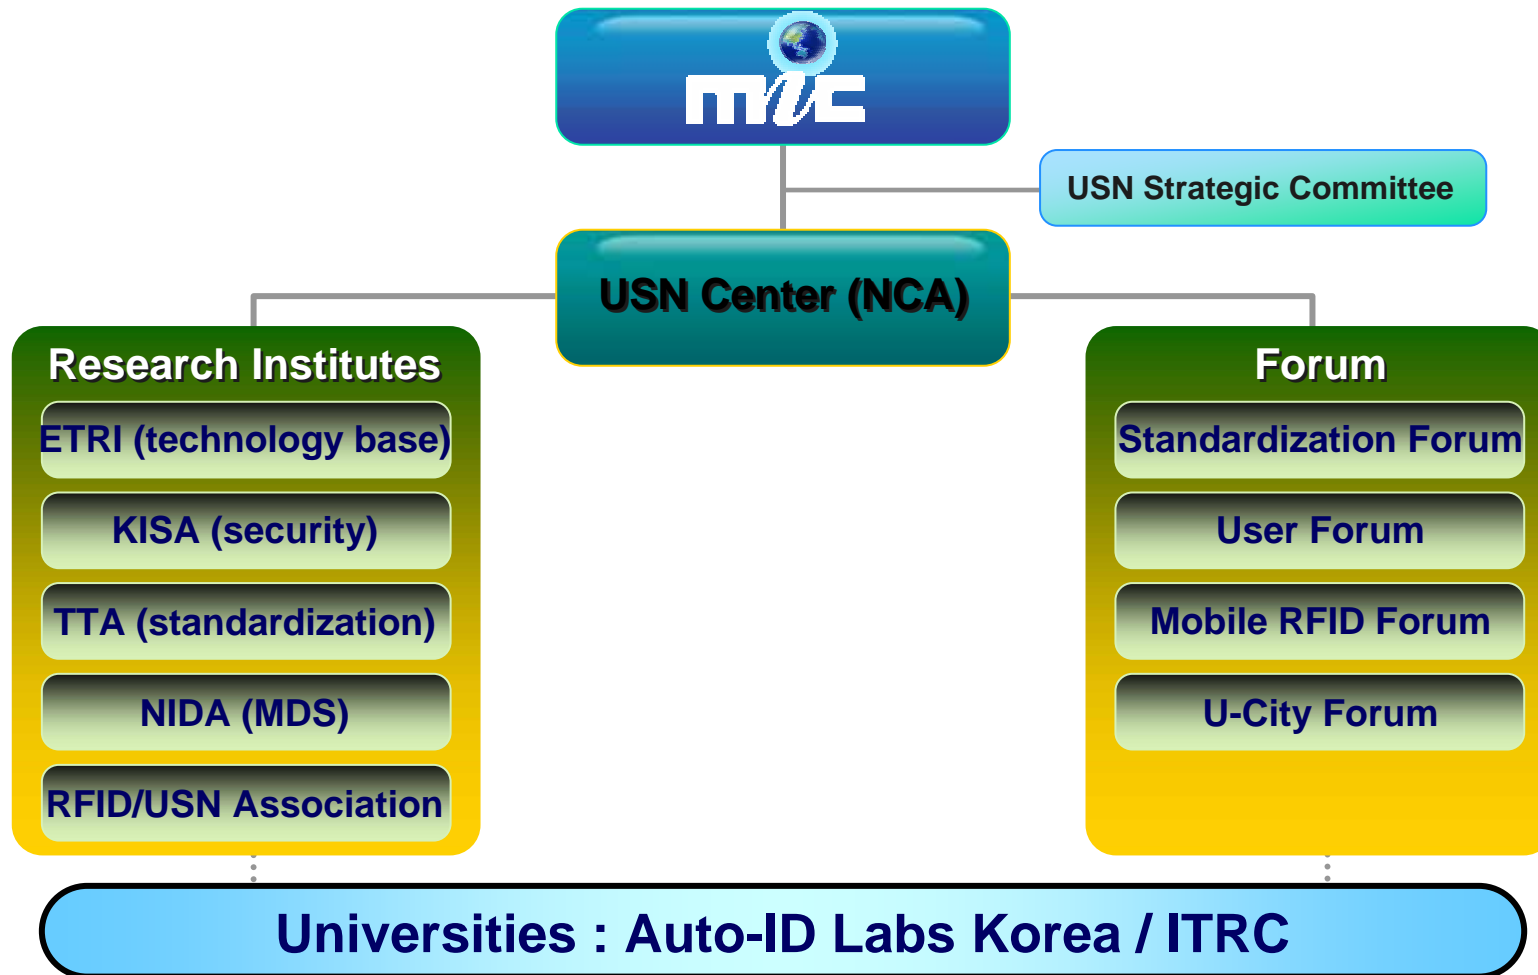 mic
USN Strategic Committee
USN Center (NCA)
Research Institutes
ETRI (technology base)
KISA (security)
TTA (standardization)
NIDA (MDS)
RFID/USN Association
Forum
Standardization Forum
User Forum
Mobile RFID Forum
U-City Forum
Universities : Auto-ID Labs Korea / ITRC